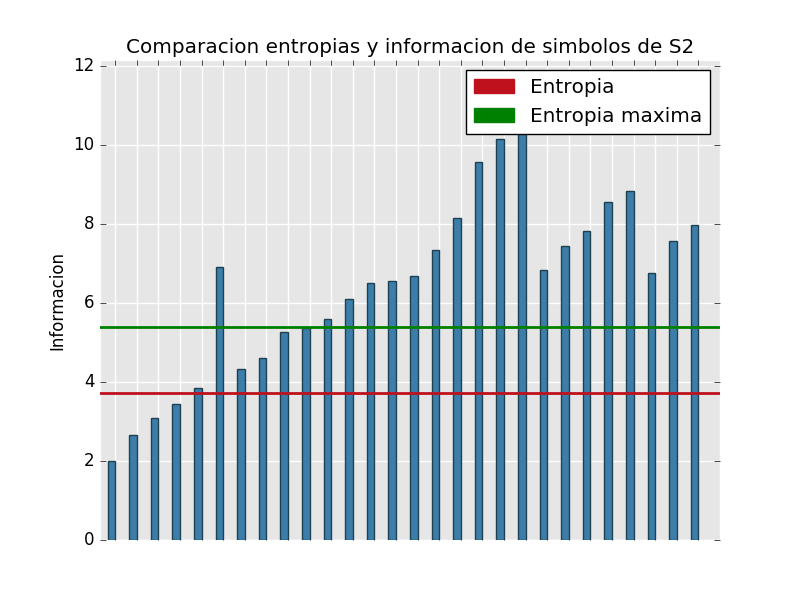 Comparacion entropias y informacion de simbolos de S2
12
10
8
6
4
2
0
Informacion
Entropia
Entropia maxima